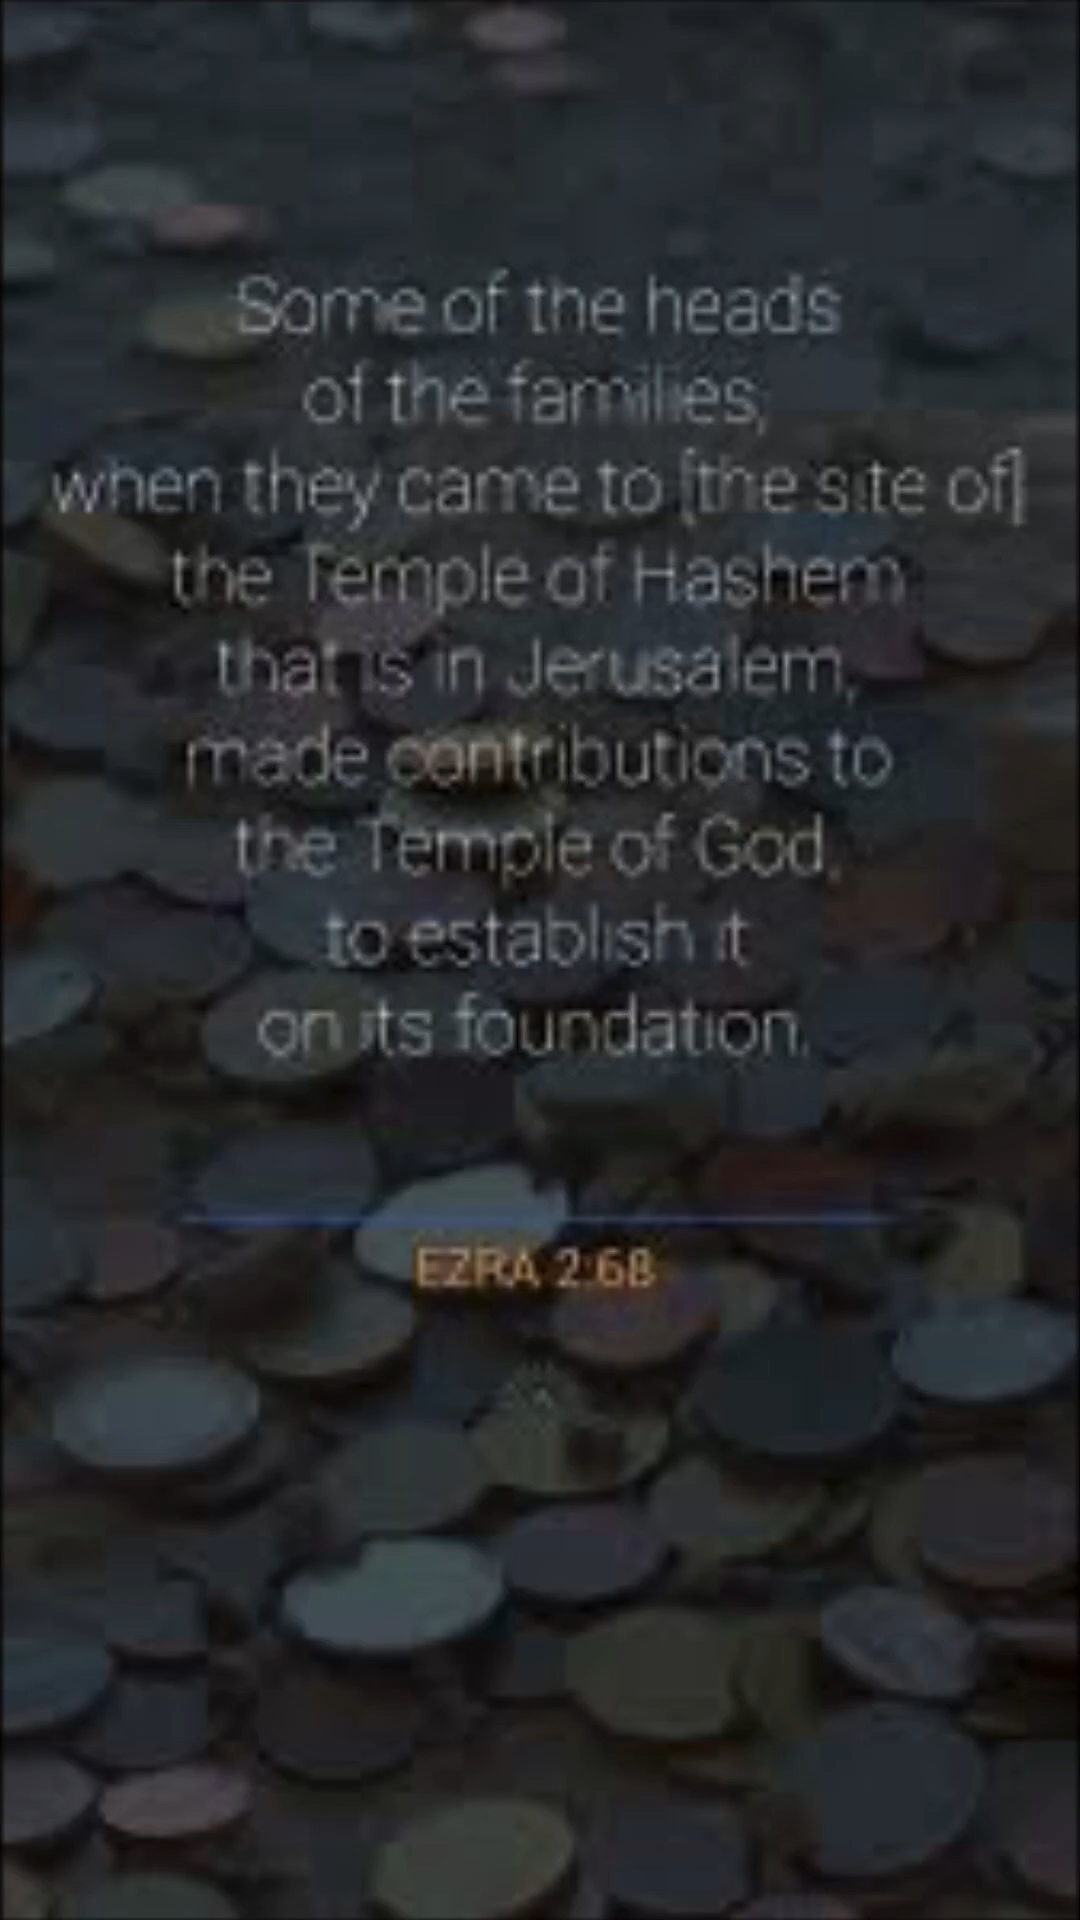 Some of the heads
of the families,
when they came to [the site of]
the Temple of Hashem
that is in Jerusalem,
made contributions to
the Temple of God,
to establish it
on its foundation.
EZRA 2:68